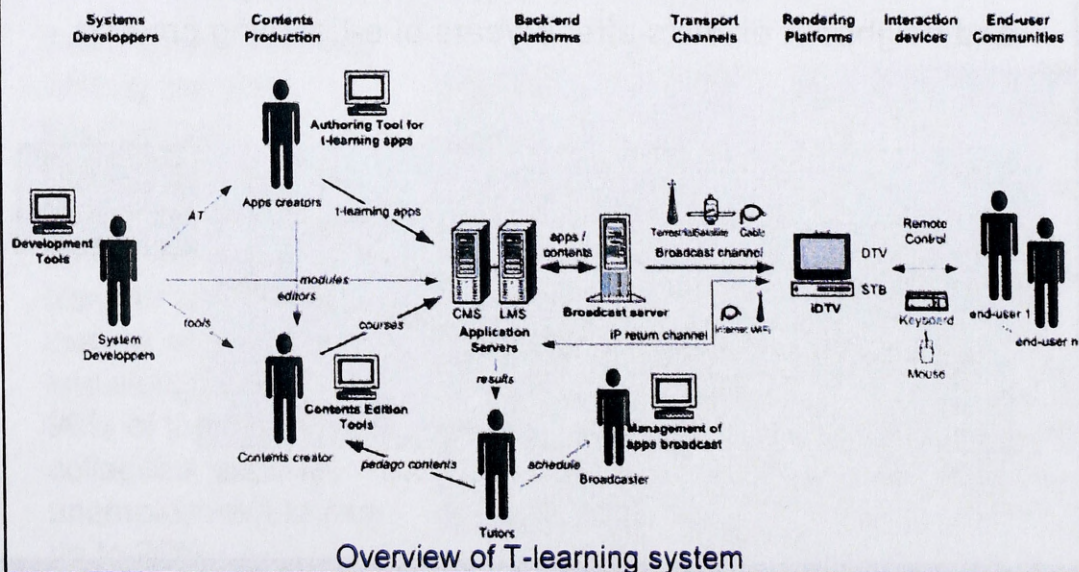 Systems
Developpers
Contents
Production
Back-end
platforms
Transport
Channels
Rendering
Platforms
Interaction
devices
End-user
Communities
Authoring Tool for
t-learning apps
Apps creators
AT
t-learning apps
Development
Tools
System
Developpers
modules
editors
tools
courses
CMS
LMS
Application
Servers
apps /
contents
Broadcast server
Terrestrial
Satellite
Cable
Broadcast channel
Internet
WiFi
IP return channel
DTV
STB
iDTV
Remote
Control
Keyboard
Mouse
end-user 1
end-user n
results
Contents Edition
Tools
Contents creator
pedago contents
Tutors
schedule
Management of
apps broadcast
Broadcaster
Overview of T-learning system